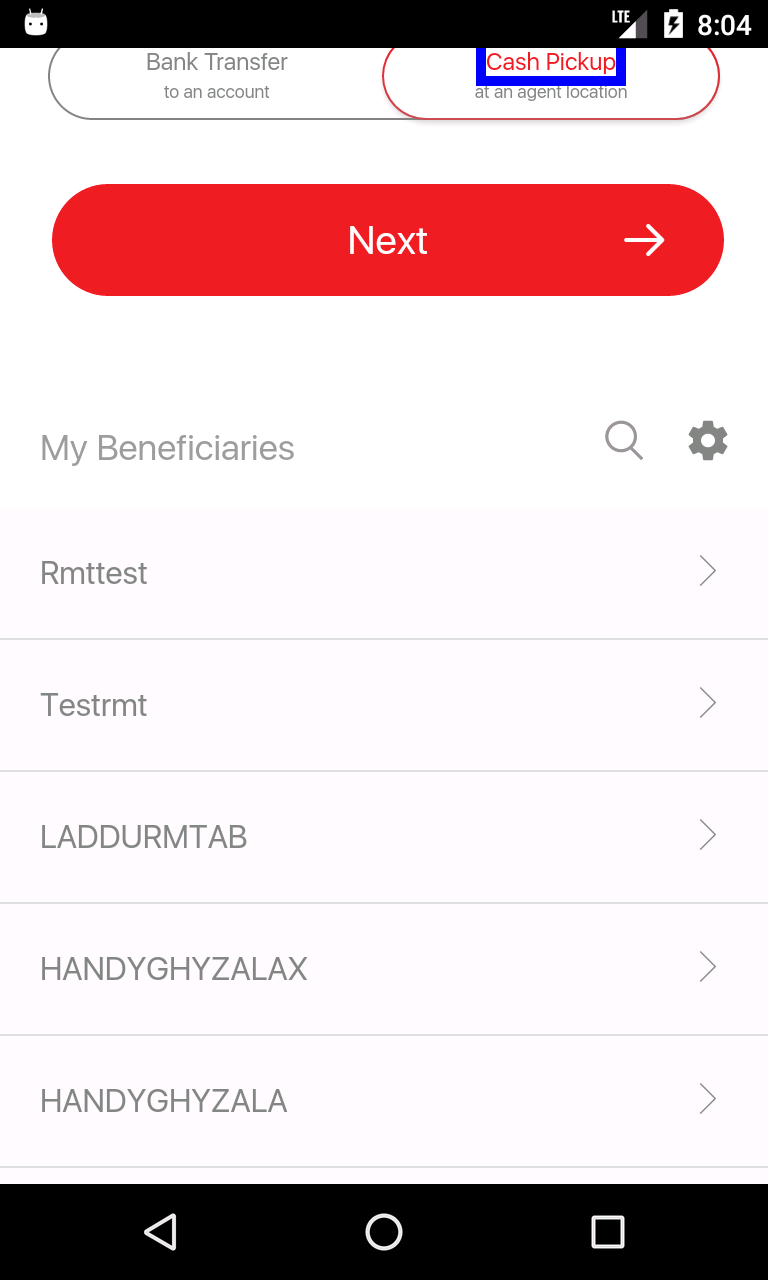 LTE 8:04
Bank Transfer
to an account
Cash Pickup
at an agent location
Next
My Beneficiaries
Rmttest
Testrmt
LADDURMTAB
HANDYGHYZALAX
HANDYGHYZALA